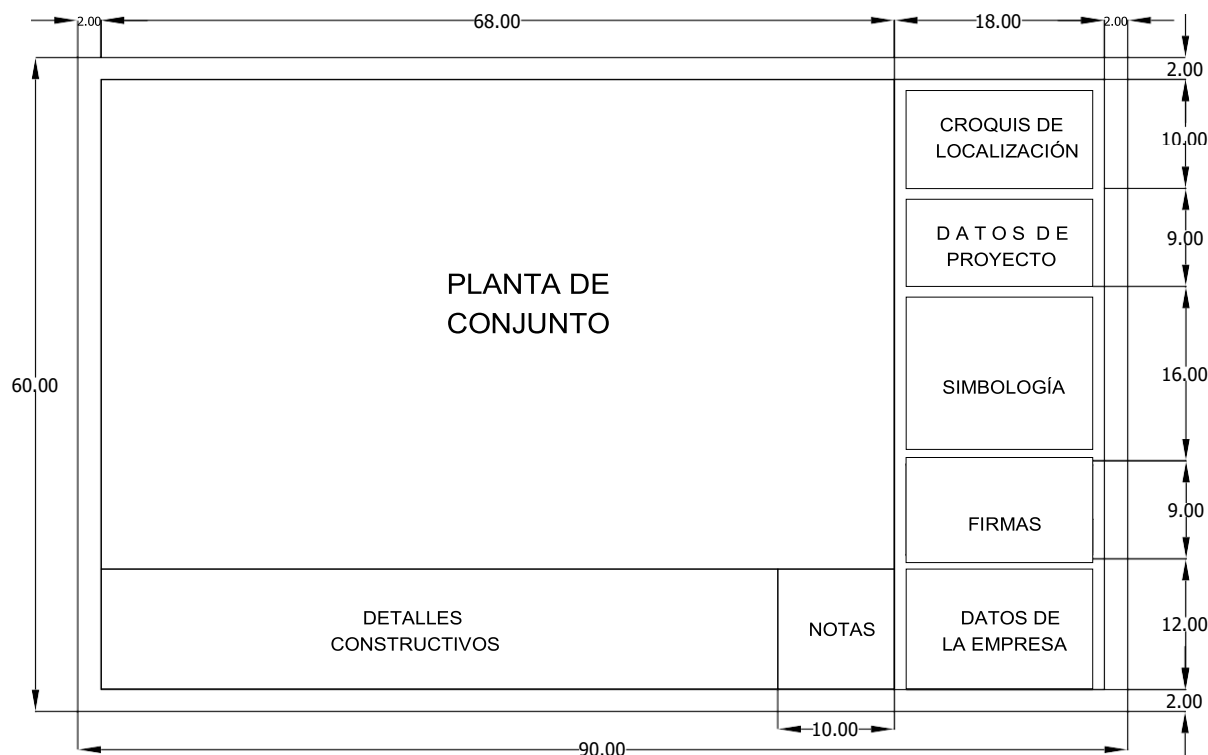 2.00
68.00
18.00
2.00
2.00
CROQUIS DE
LOCALIZACIÓN
10.00
D A T O S  D E
PROYECTO
9.00
PLANTA DE
CONJUNTO
60.00
SIMBOLOGÍA
16.00
FIRMAS
9.00
DETALLES
CONSTRUCTIVOS
NOTAS
DATOS DE
LA EMPRESA
12.00
2.00
10.00
90.00